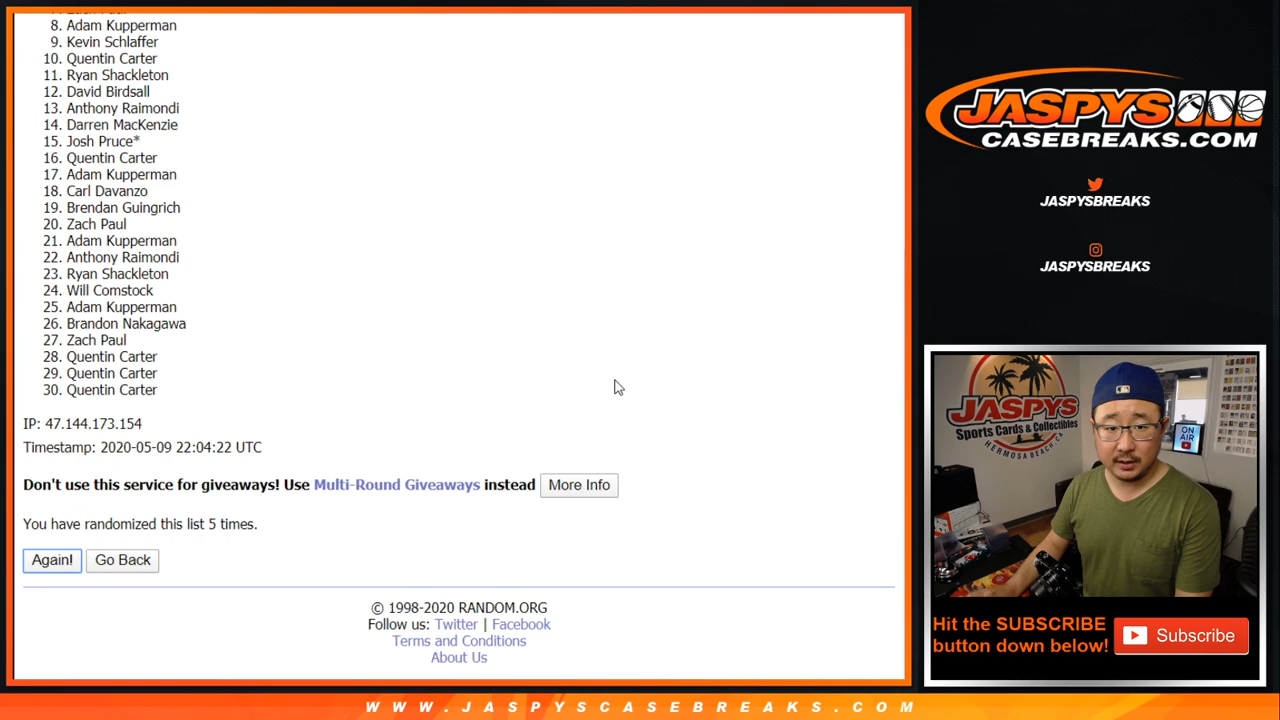 8. Adam Kupperman
9. Kevin Schlaffer
10. Quentin Carter
11. Ryan Shackleton
12. David Birdsall
13. Anthony Raimondi
14. Darren MacKenzie
15. Josh Pruce*
16. Quentin Carter
17. Adam Kupperman
18. Carl Davanzo
19. Brendan Guingrich
20. Zach Paul
21. Adam Kupperman
22. Anthony Raimondi
23. Ryan Shackleton
24. Will Comstock
25. Adam Kupperman
26. Brandon Nakagawa
27. Zach Paul
28. Quentin Carter
29. Quentin Carter
30. Quentin Carter
IP: 47.144.173.154
Timestamp: 2020-05-09 22:04:22 UTC
Don't use this service for giveaways! Use Multi-Round Giveaways instead More Info
You have randomized this list 5 times.
Again! Go Back
© 1998-2020 RANDOM.ORG
Follow us: Twitter | Facebook
Terms and Conditions
About Us
JASPYS
CASEBREAKS.COM
JASPYSBREAKS
JASPYSBREAKS
JASPYS
Sports Cards & Collectibles
HERMOSA BEACH, CA
ON
AIR
Hit the SUBSCRIBE
button down below!
Subscribe
WWW.JASPYSCASEBREAKS.COM